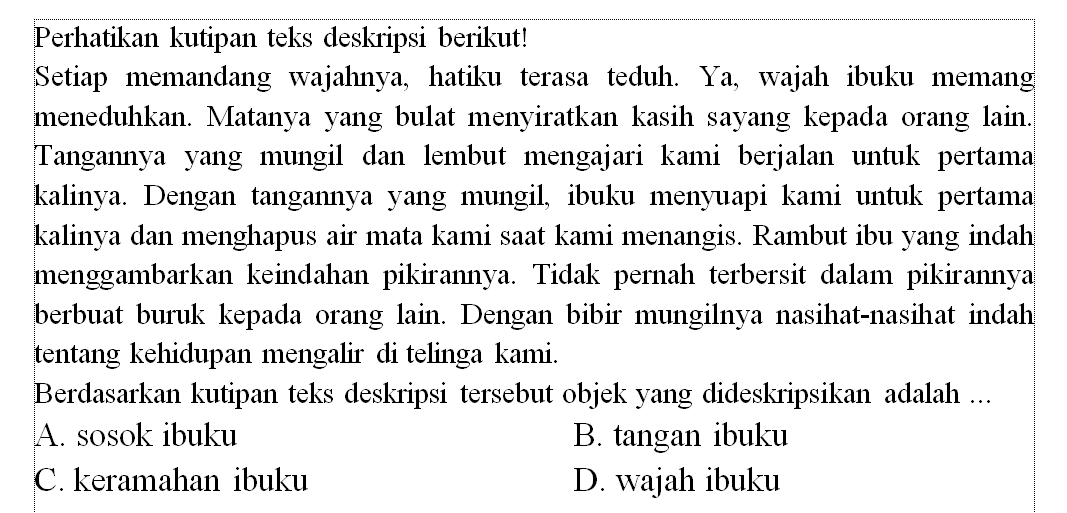 Perhatikan kutipan teks deskripsi berikut!
Setiap memandang wajahnya, hatiku terasa teduh. Ya, wajah ibuku memang
meneduhkan. Matanya yang bulat menyiratkan kasih sayang kepada orang lain.
Tangannya yang mungil dan lembut mengajari kami berjalan untuk pertama
kalinya. Dengan tangannya yang mungil, ibuku menyuapi kami untuk pertama
kalinya dan menghapus air mata kami saat kami menangis. Rambut ibu yang indah
menggambarkan keindahan pikirannya. Tidak pernah terbersit dalam pikirannya
berbuat buruk kepada orang lain. Dengan bibir mungilnya nasihat-nasihat indah
tentang kehidupan mengalir di telinga kami.
Berdasarkan kutipan teks deskripsi tersebut objek yang dideskripsikan adalah ...
A. sosok ibuku B. tangan ibuku
C. keramahan ibuku D. wajah ibuku